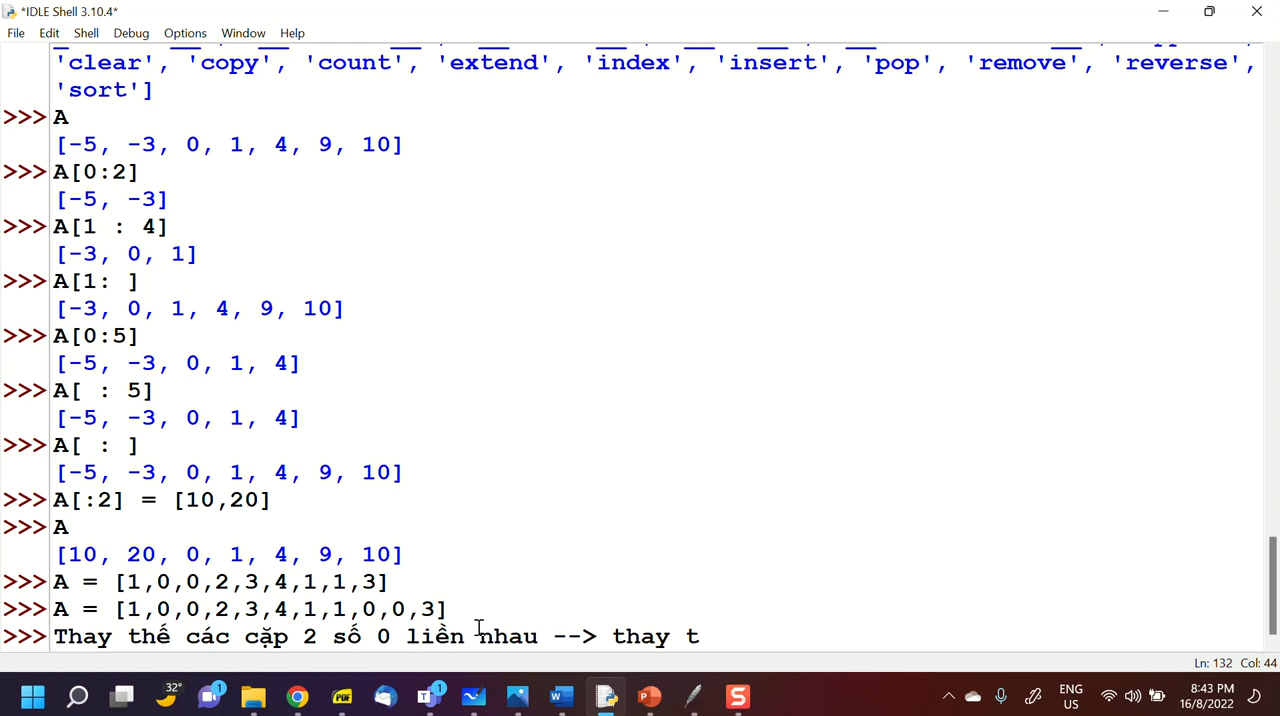 *IDLE Shell 3.10.4*
File Edit Shell Debug Options Window Help
'clear', 'copy', 'count', 'extend', 'index', 'insert', 'pop', 'remove', 'reverse',
'sort']
>>> A
[-5, -3, 0, 1, 4, 9, 10]
>>> A[0:2]
[-5, -3]
>>> A[1 : 4]
[-3, 0, 1]
>>> A[1: ]
[-3, 0, 1, 4, 9, 10]
>>> A[0:5]
[-5, -3, 0, 1, 4]
>>> A[ : 5]
[-5, -3, 0, 1, 4]
>>> A[ : ]
[-5, -3, 0, 1, 4, 9, 10]
>>> A[:2] = [10,20]
>>> A
[10, 20, 0, 1, 4, 9, 10]
>>> A = [1,0,0,2,3,4,1,1,3]
>>> A = [1,0,0,2,3,4,1,1,0,0,3]
>>> Thay thế các cặp 2 số 0 liền nhau --> thay t
Ln: 132 Col: 44
32°
1
PDF
1
ENG
US
8:43 PM
16/8/2022